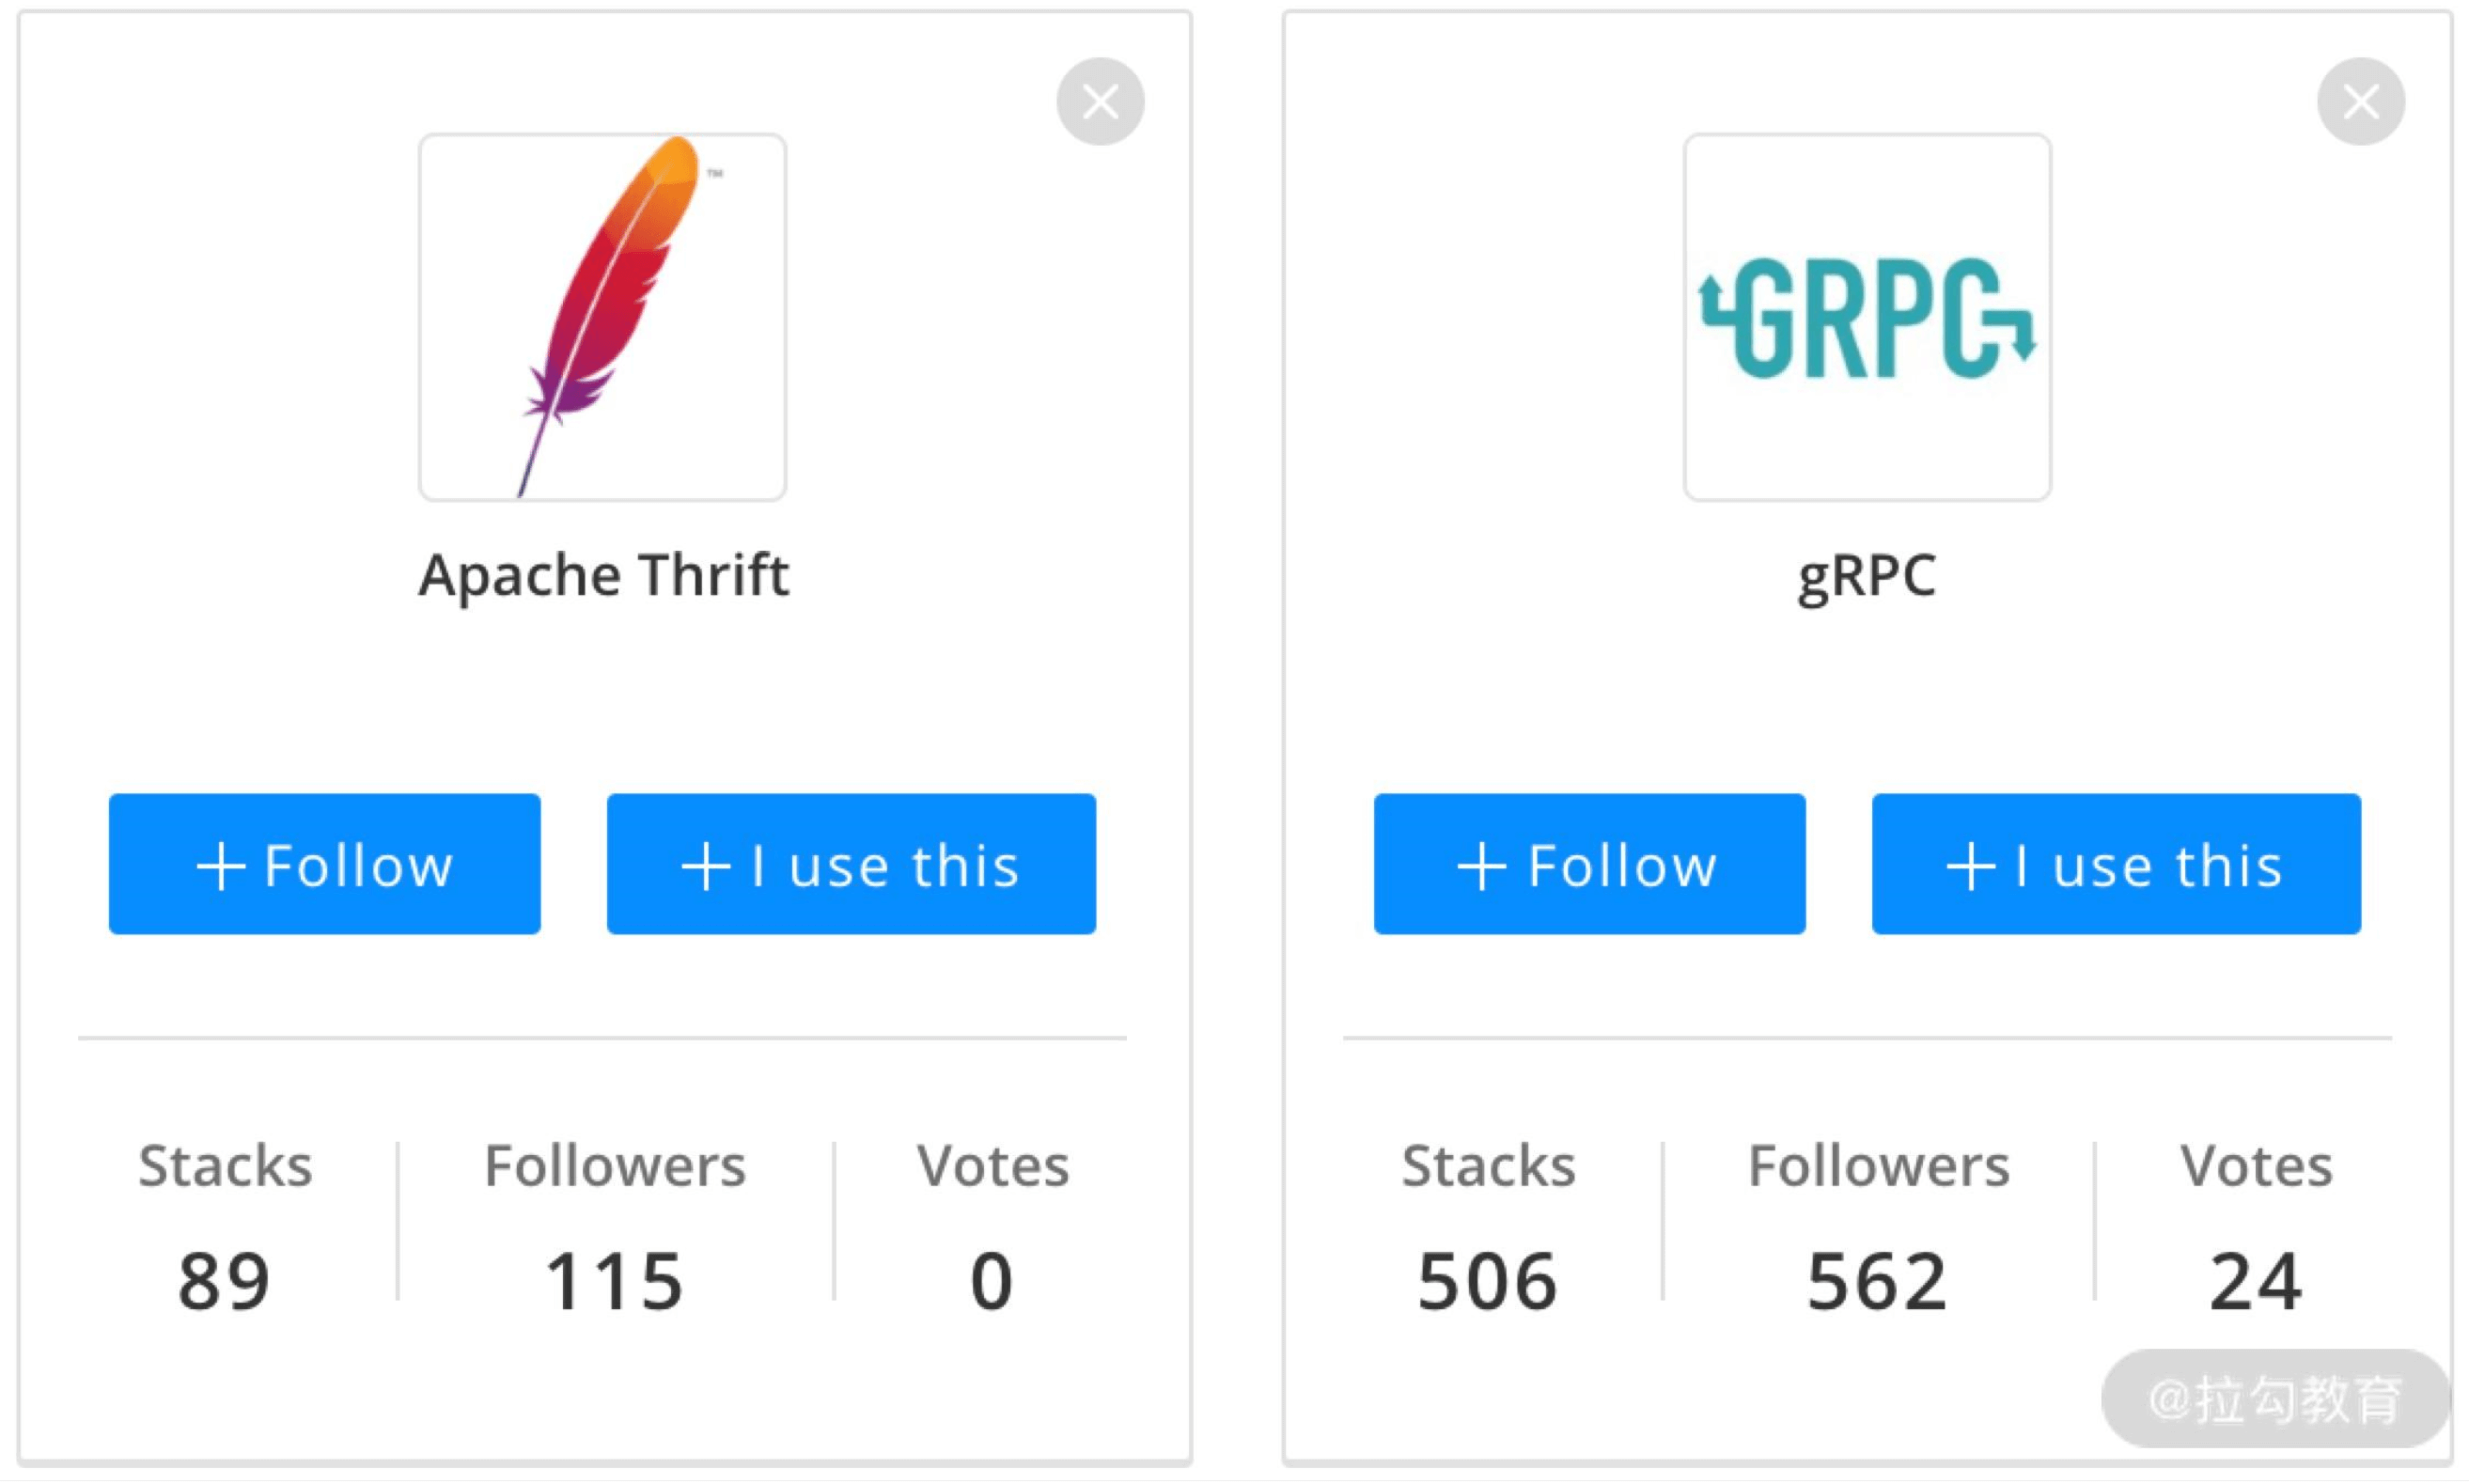 TM
Apache Thrift
+ Follow
+ I use this
Stacks
Followers
Votes
89
115
0
GRPC
gRPC
+ Follow
+ I use this
Stacks
Followers
Votes
506
562
24
@拉勾教育